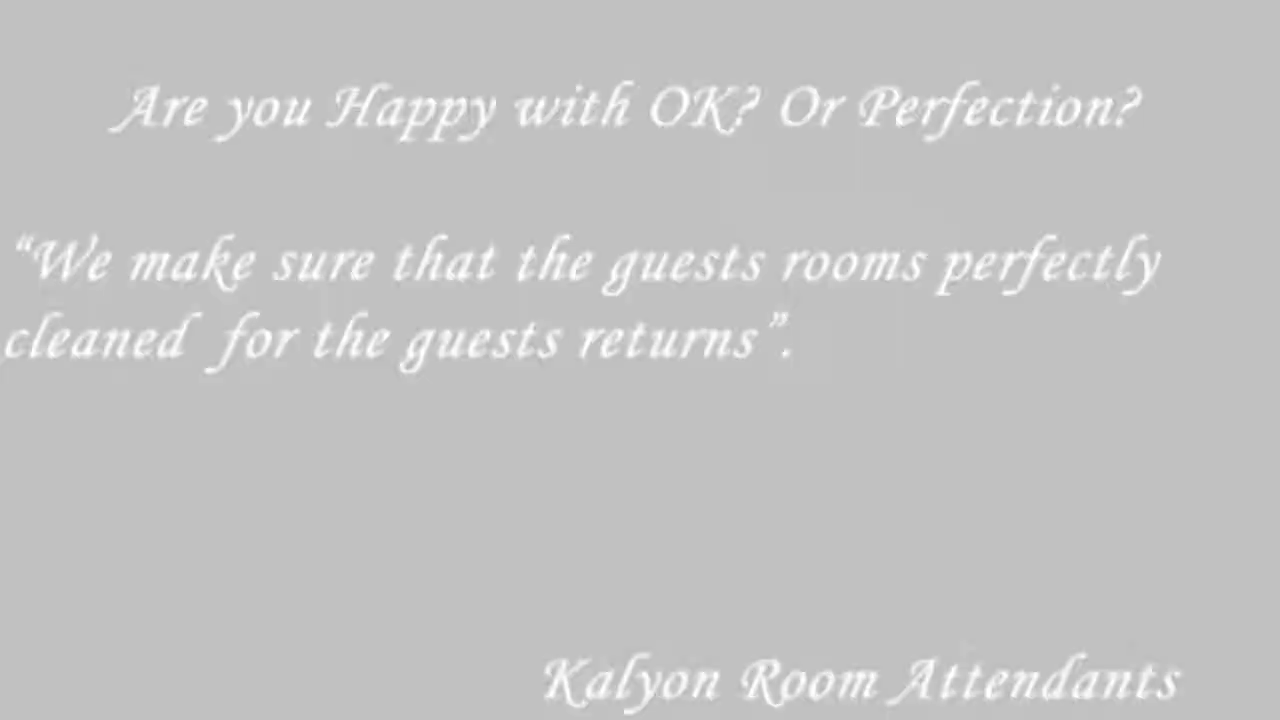 Are you Happy with OK? Or Perfection?
“We make sure that the guests rooms perfectly
cleaned for the guests returns”.
Kalyon Room Attendants